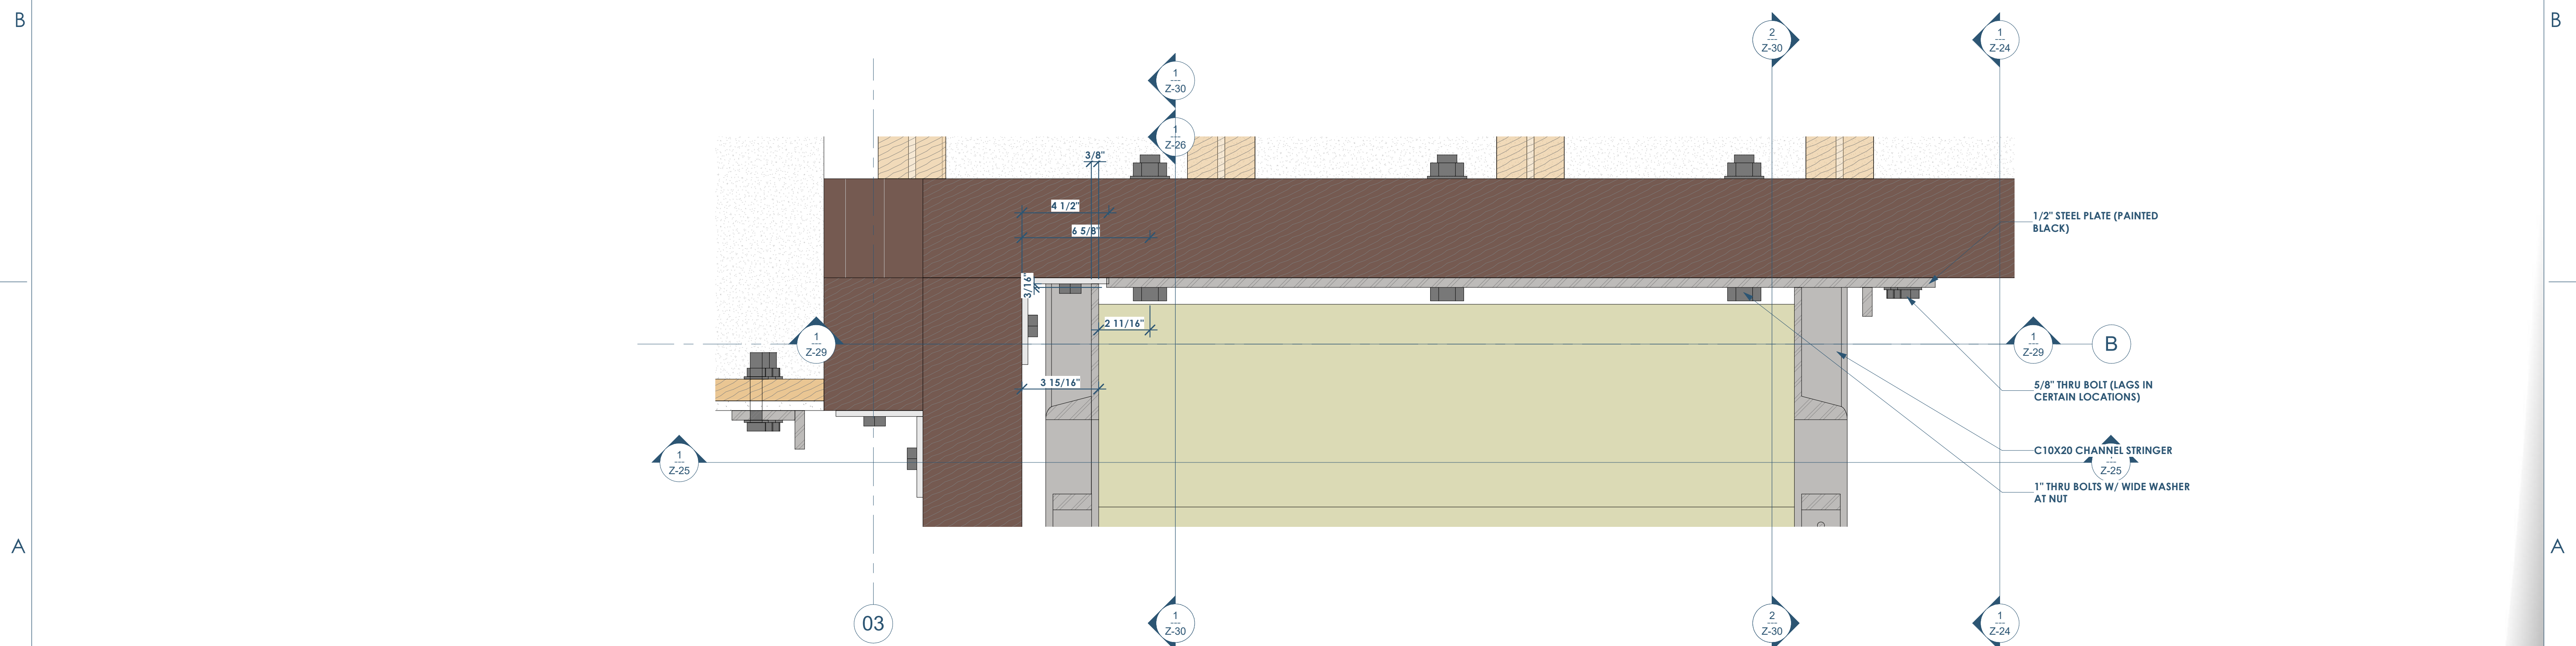 B
B
2
Z-30
1
Z-24
1
Z-30
1
Z-26
3/8"
4 1/2"
6 5/8"
1/2" STEEL PLATE (PAINTED
BLACK)
3/16"
2 11/16"
1
Z-29
1
Z-29
B
3 15/16"
5/8" THRU BOLT (LAGS IN
CERTAIN LOCATIONS)
C10X20 CHANNEL STRINGER
1
Z-25
Z-25
1" THRU BOLTS W/ WIDE WASHER
AT NUT
A
A
03
1
Z-30
2
Z-30
1
Z-24